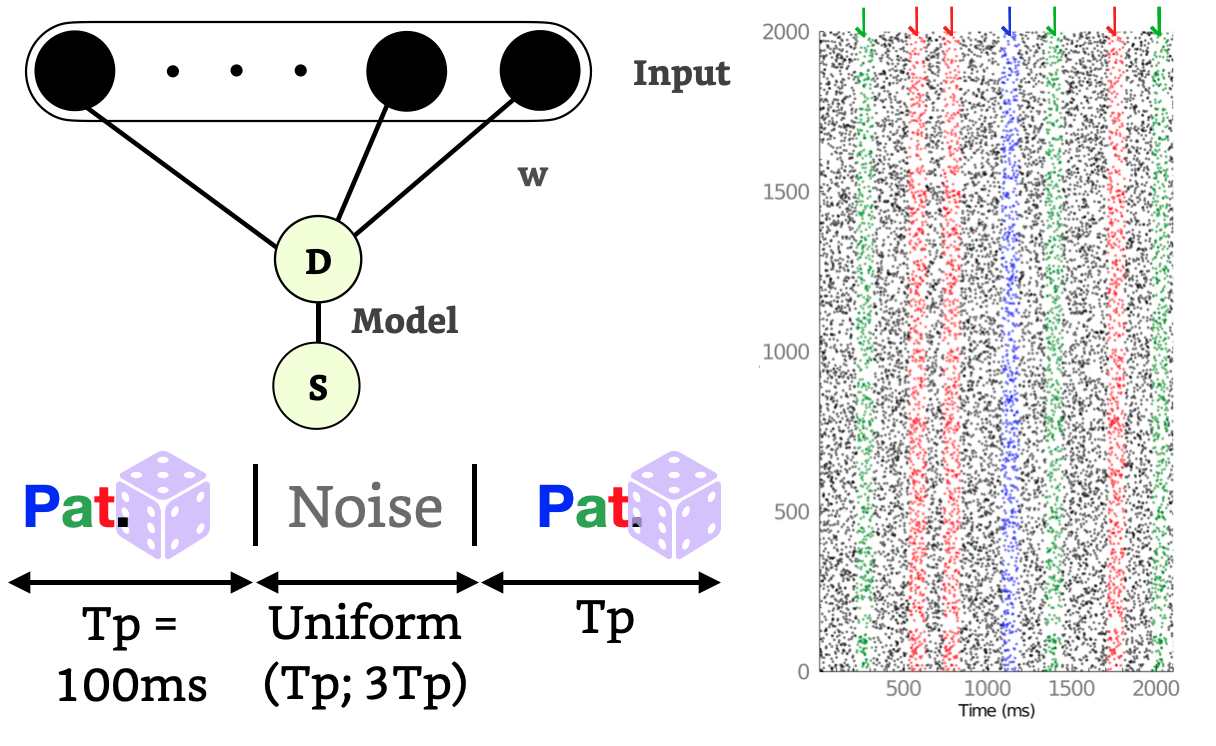 Input
w
D
Model
S
Pat.
Noise
Pat.
Tp =
100ms
Uniform
(Tp; 3Tp)
Tp
2000
1500
1000
500
0
500 1000 1500 2000
Time (ms)